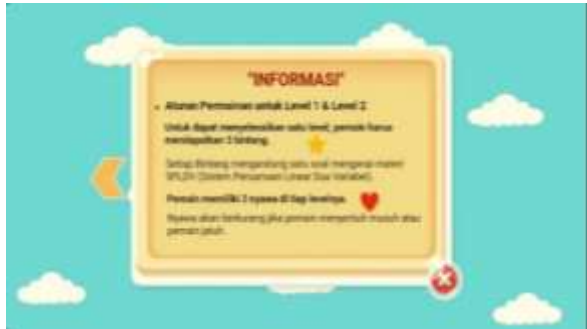 "INFORMASI"
• Aturan Permainan untuk Level 1 & Level 2
Untuk dapat menyelesaikan satu level, pemain harus
mendapatkan 3 bintang.
Setiap Bintang mengandung satu soal mengenai materi
SPLDV (Sistem Persamaan Linear Dua Variabel).
Pemain memiliki 3 nyawa di tiap levelnya.
Nyawa akan berkurang jika pemain menyentuh musuh atau
pemain jatuh.